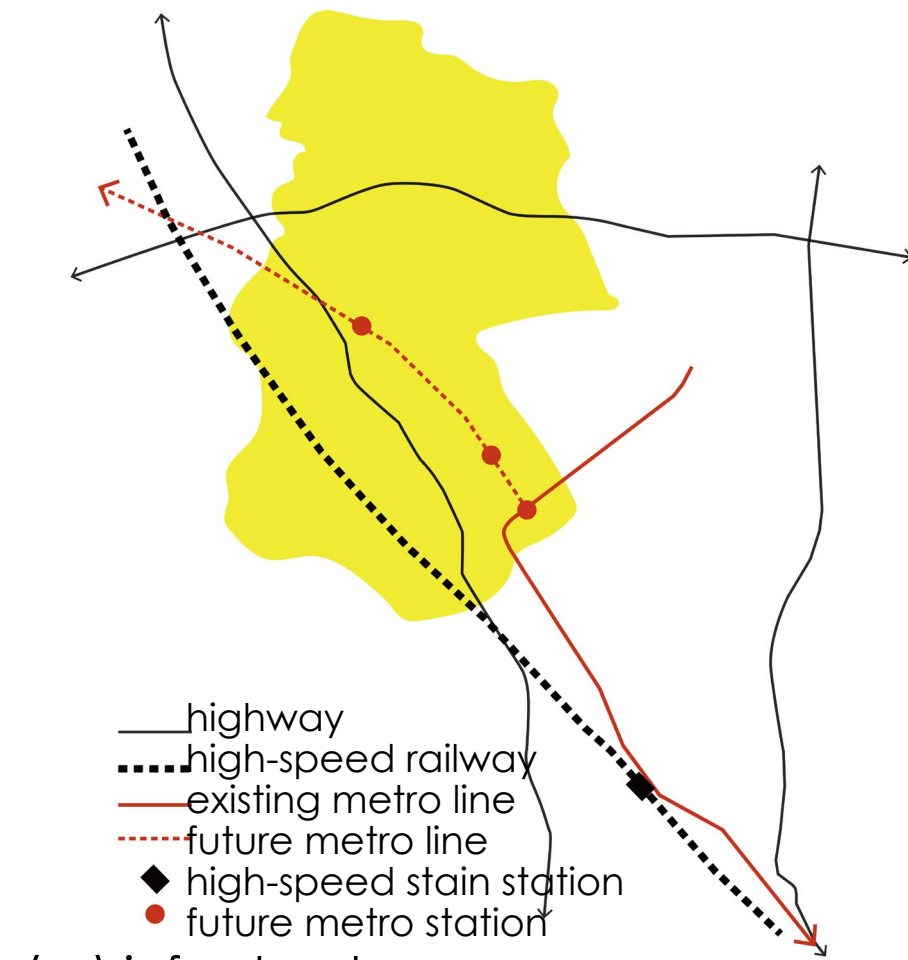 highway
high-speed railway
existing metro line
future metro line
high-speed stain station
future metro station